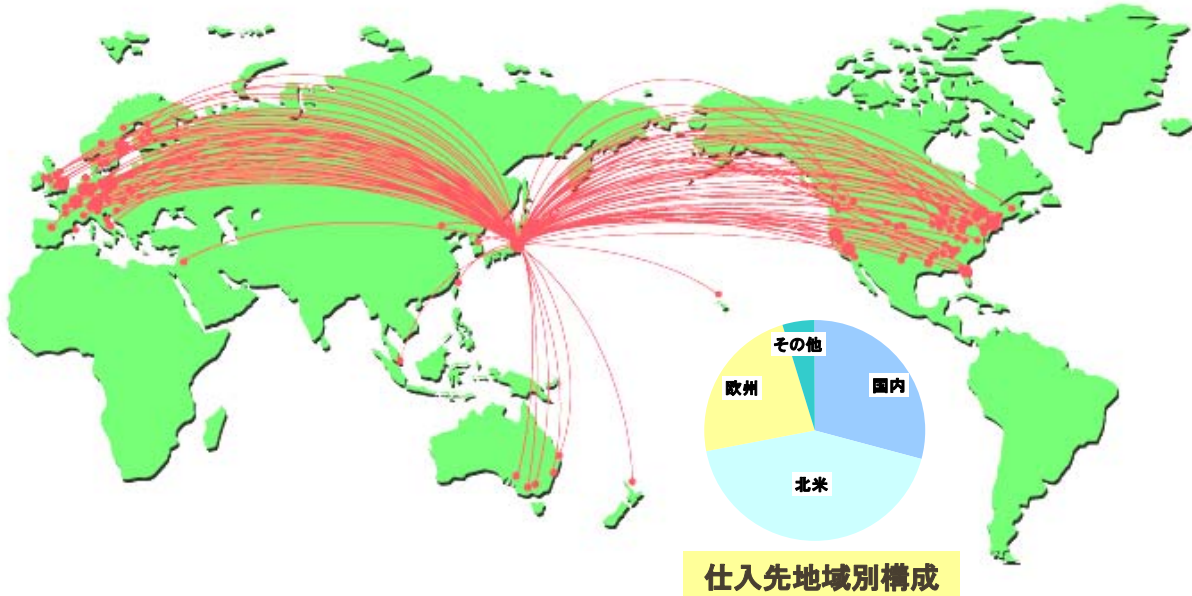 その他
国内
欧州
北米
仕入先地域別構成